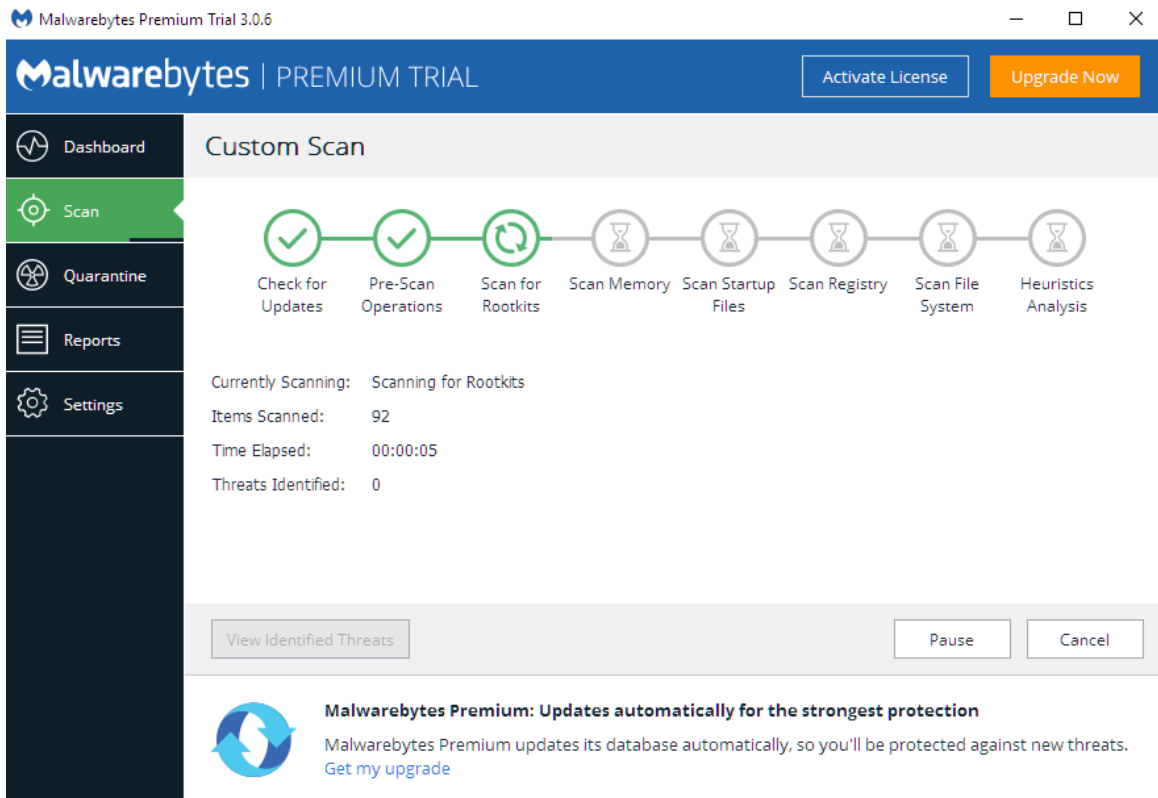 Malwarebytes Premium Trial 3.0.6
Malwarebytes | PREMIUM TRIAL
Activate License
Upgrade Now
Dashboard
Scan
Quarantine
Reports
Settings
Custom Scan
Check for
Updates
Pre-Scan
Operations
Scan for
Rootkits
Scan Memory
Scan Startup
Files
Scan Registry
Scan File
System
Heuristics
Analysis
Currently Scanning: Scanning for Rootkits
Items Scanned: 92
Time Elapsed: 00:00:05
Threats Identified: 0
View Identified Threats
Pause
Cancel
Malwarebytes Premium: Updates automatically for the strongest protection
Malwarebytes Premium updates its database automatically, so you'll be protected against new threats.
Get my upgrade